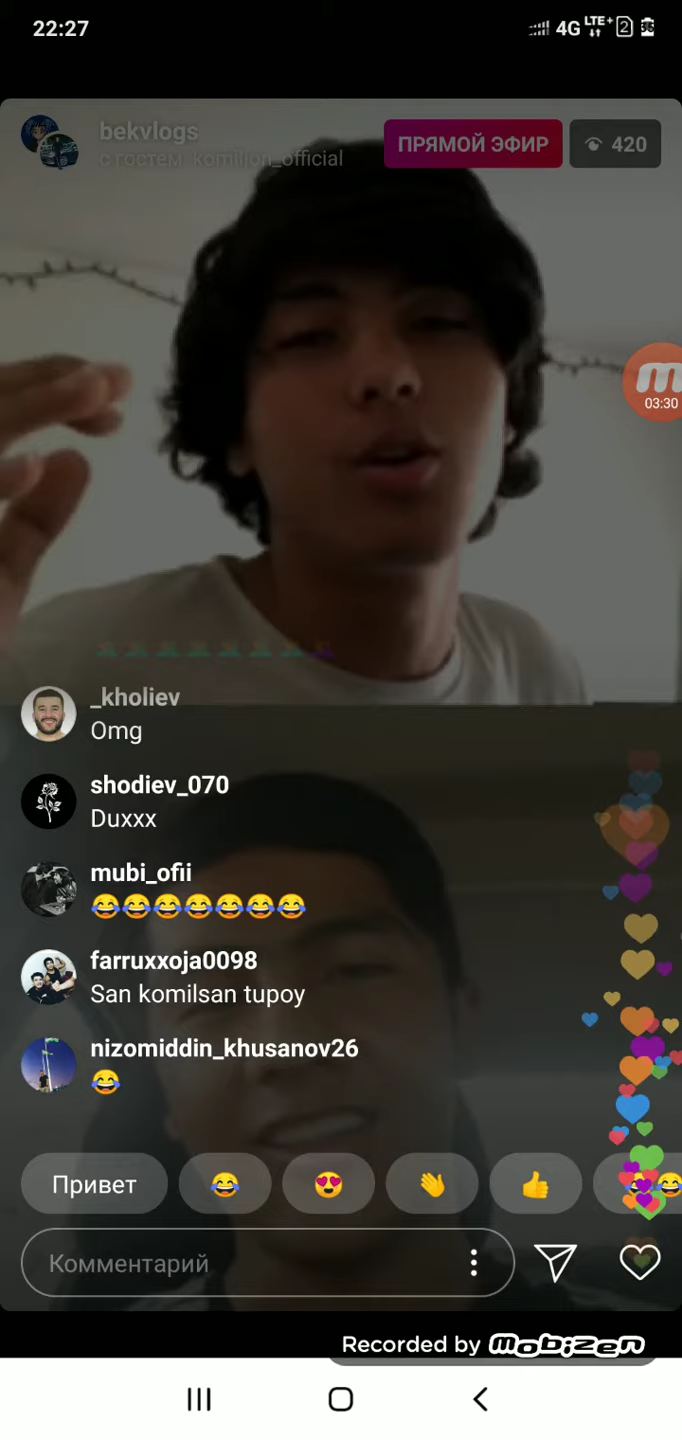 22:27
4G LTE+ 2
bekvlogs
с гостем komiljon_official
ПРЯМОЙ ЭФИР
420
03:30
_kholiev
Omg
shodiev_070
Duxxx
mubi_ofii
😂😂😂😂😂😂😂
farruxxoja0098
San komilsan tupoy
nizomiddin_khusanov26
😂
Привет
Комментарий
Recorded by mobizen